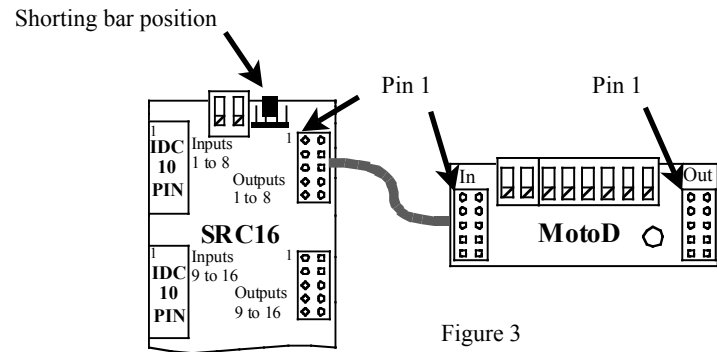 Shorting bar position
Pin 1
Pin 1
1
IDC
10
PIN
Inputs
1 to 8
1
Outputs
1 to 8
SRC16
1
IDC
10
PIN
Inputs
9 to 16
1
Outputs
9 to 16
In
Out
MotoD
Figure 3